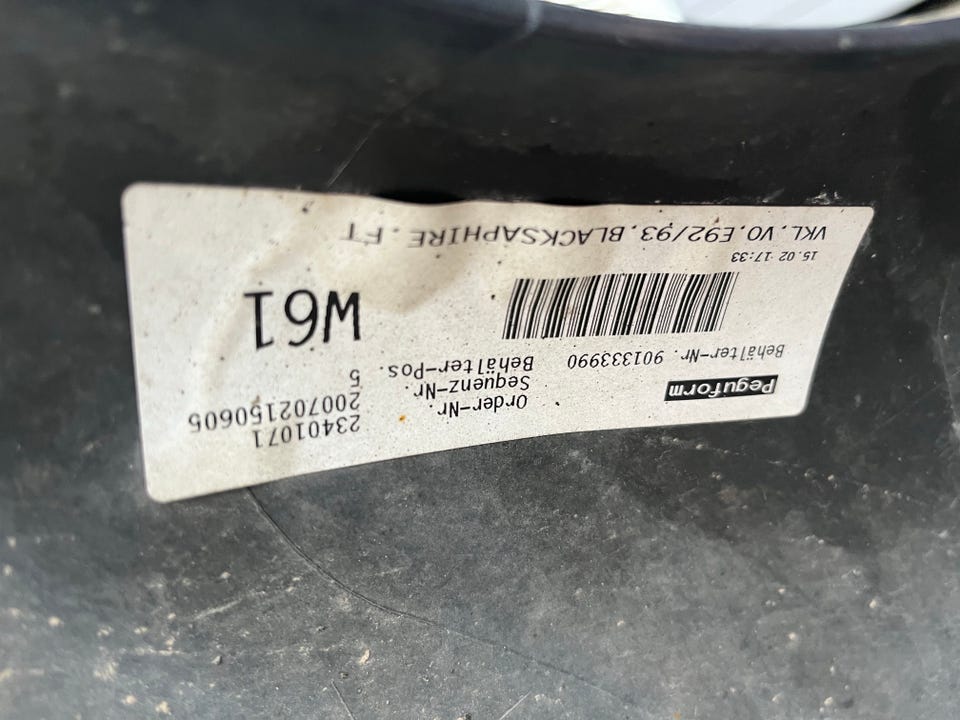 Peguform
Order-Nr. 23401071
Sequenz-Nr. 200702150605
Behälter-Nr. 901333990 Behälter-Pos. 5
W61
15.02 17:33
VKL.VO.E92/93.BLACKSAPHIRE.FT